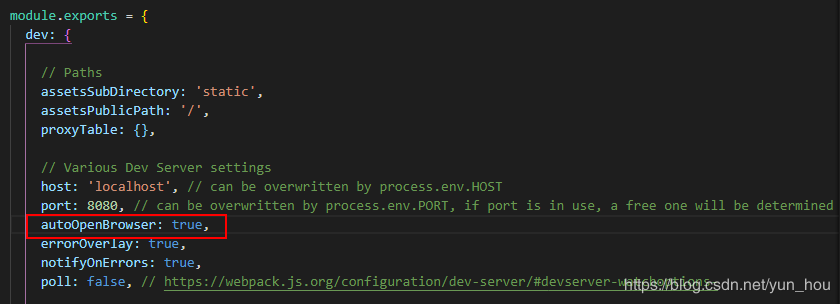 module.exports = {
dev: {
// Paths
assetsSubDirectory: 'static',
assetsPublicPath: '/',
proxyTable: {},
// Various Dev Server settings
host: 'localhost', // can be overwritten by process.env.HOST
port: 8080, // can be overwritten by process.env.PORT, if port is in use, a free one will be determined
autoOpenBrowser: true,
errorOverlay: true,
notifyOnErrors: true,
poll: false, // https://webpack.js.org/configuration/dev-server/#devserver-watchoptions-
https://blog.csdn.net/yun_hou